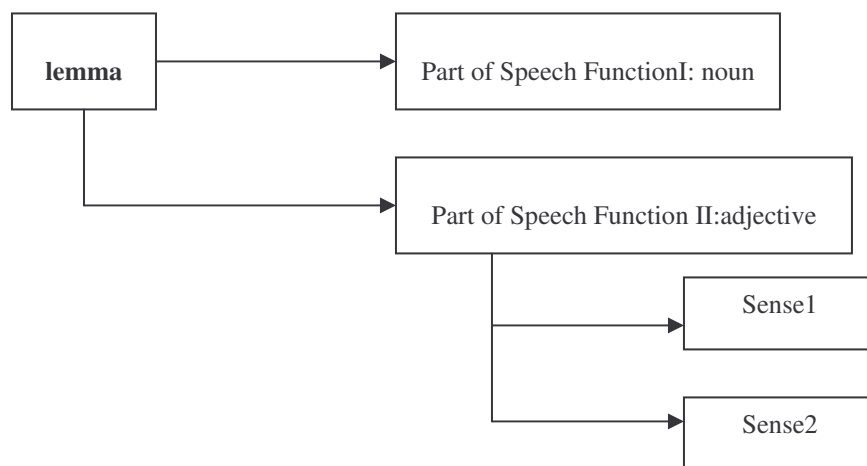 lemma
Part of Speech FunctionI: noun
Part of Speech Function II:adjective
Sense1
Sense2